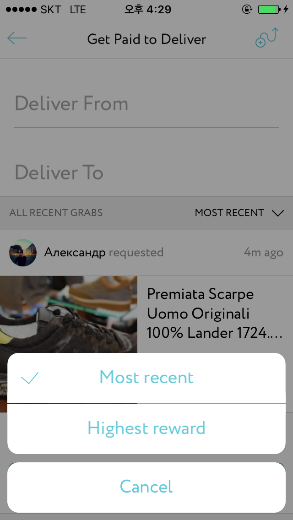 SKT LTE 오후 4:29
Get Paid to Deliver
Deliver From
Deliver To
ALL RECENT GRABS MOST RECENT
Александр requested 4m ago
Premiata Scarpe
Uomo Originali
100% Lander 1724....
Most recent
Highest reward
Cancel